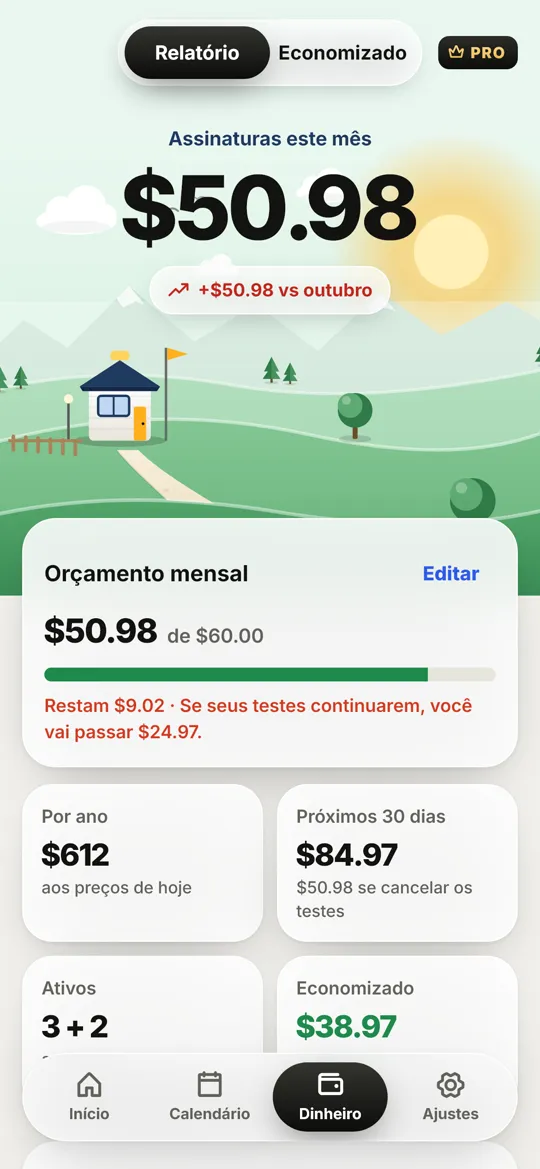 Relatório
Economizado
PRO
Assinaturas este mês
$50.98
+$50.98 vs outubro
Orçamento mensal
Editar
$50.98 de $60.00
Restam $9.02 · Se seus testes continuarem, você
vai passar $24.97.
Por ano
$612
aos preços de hoje
Próximos 30 dias
$84.97
$50.98 se cancelar os
testes
Ativos
3 + 2
Economizado
$38.97
Início
Calendário
Dinheiro
Ajustes